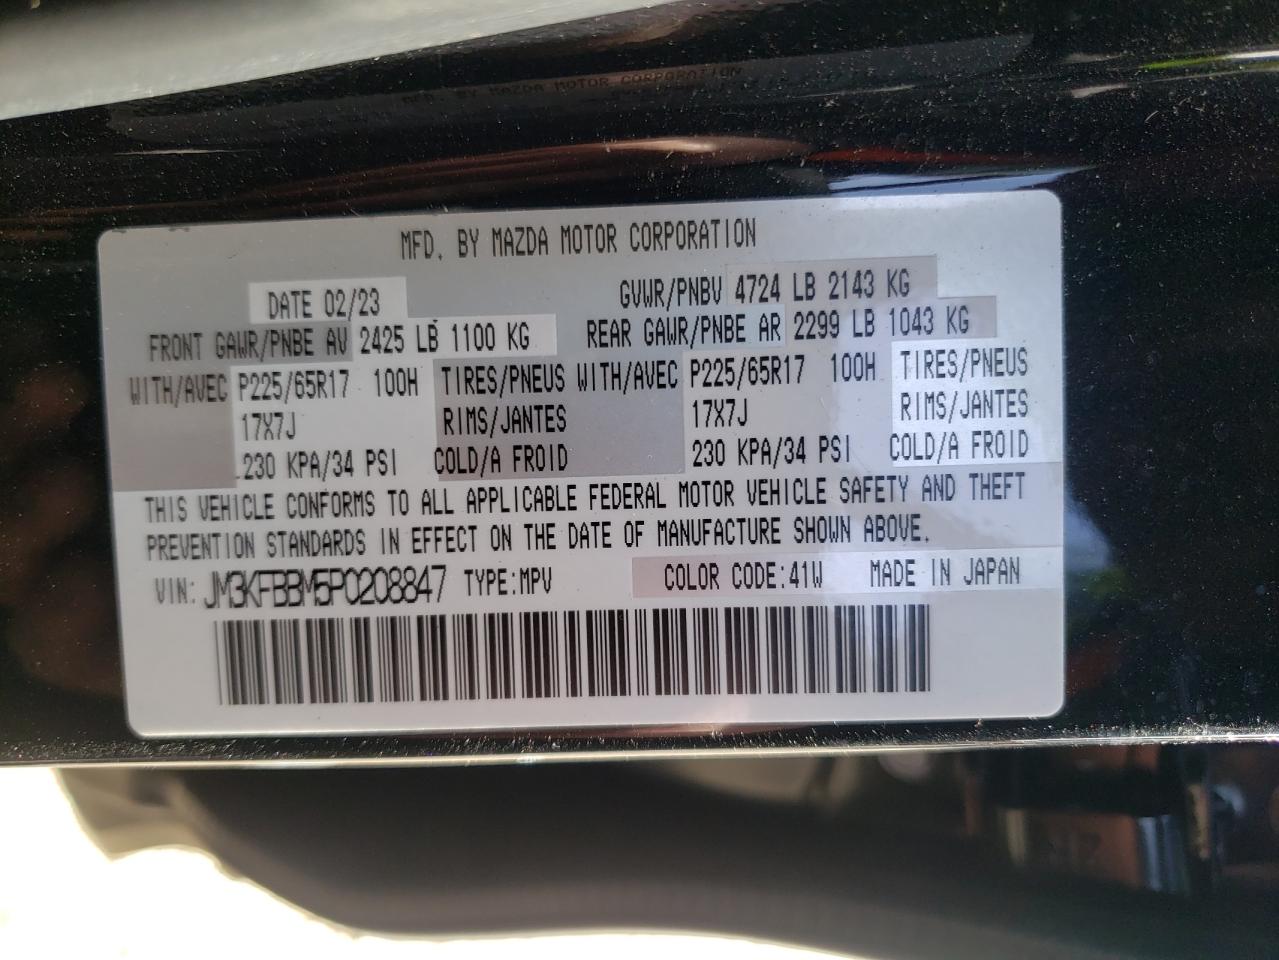 MFD. BY MAZDA MOTOR CORPORATION
DATE 02/23 GVWR/PNBV 4724 LB 2143 KG
FRONT GAWR/PNBE AV 2425 LB 1100 KG REAR GAWR/PNBE AR 2299 LB 1043 KG
WITH/AVEC P225/65R17 100H TIRES/PNEUS WITH/AVEC P225/65R17 100H TIRES/PNEUS
17X7J RIMS/JANTES 17X7J RIMS/JANTES
230 KPA/34 PSI COLD/A FROID 230 KPA/34 PSI COLD/A FROID
THIS VEHICLE CONFORMS TO ALL APPLICABLE FEDERAL MOTOR VEHICLE SAFETY AND THEFT
PREVENTION STANDARDS IN EFFECT ON THE DATE OF MANUFACTURE SHOWN ABOVE.
VIN: JM3KFBBM5P0208847 TYPE:MPV COLOR CODE:41W MADE IN JAPAN